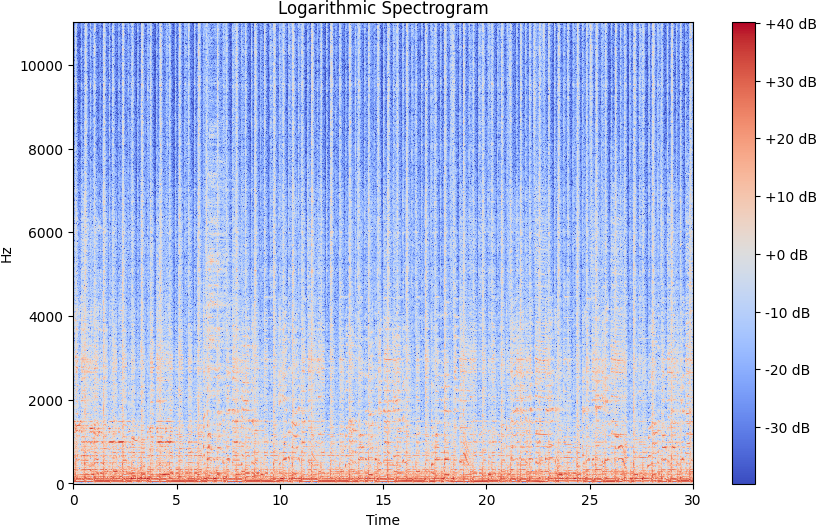 Logarithmic Spectrogram
Hz
10000
8000
6000
4000
2000
0
0 5 10 15 20 25 30
Time
+40 dB
+30 dB
+20 dB
+10 dB
+0 dB
-10 dB
-20 dB
-30 dB